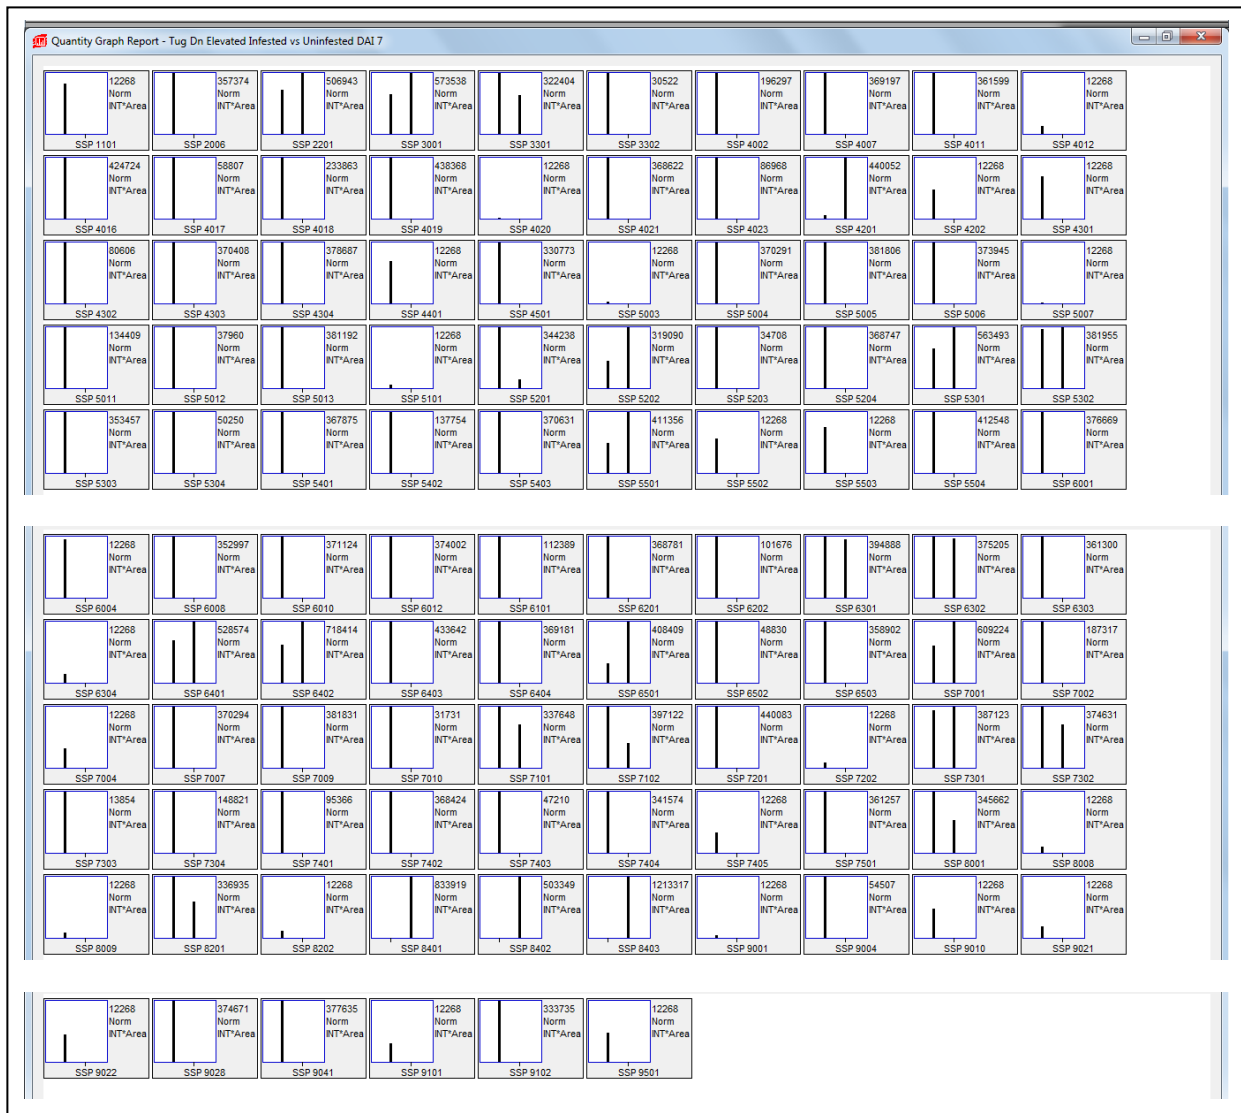 Quantity Graph Report - Tug Dn Elevated Infested vs Uninfested DAI 7
12268 357374 506943 573538 322404 30522 196297 369197 361599 12268
Norm Norm Norm Norm Norm Norm Norm Norm Norm Norm
INT*Area INT*Area INT*Area INT*Area INT*Area INT*Area INT*Area INT*Area INT*Area INT*Area
SSP 1101 SSP 2006 SSP 2201 SSP 3001 SSP 3301 SSP 3302 SSP 4002 SSP 4007 SSP 4011 SSP 4012
424724 58807 233863 438368 12268 368622 86968 440052 12268 12268
Norm Norm Norm Norm Norm Norm Norm Norm Norm Norm
INT*Area INT*Area INT*Area INT*Area INT*Area INT*Area INT*Area INT*Area INT*Area INT*Area
SSP 4016 SSP 4017 SSP 4018 SSP 4019 SSP 4020 SSP 4021 SSP 4023 SSP 4201 SSP 4202 SSP 4301
80606 370408 378687 12268 330773 12268 370291 381806 373945 12268
Norm Norm Norm Norm Norm Norm Norm Norm Norm Norm
INT*Area INT*Area INT*Area INT*Area INT*Area INT*Area INT*Area INT*Area INT*Area INT*Area
SSP 4302 SSP 4303 SSP 4304 SSP 4401 SSP 4501 SSP 5003 SSP 5004 SSP 5005 SSP 5006 SSP 5007
134409 37960 381192 12268 344238 319090 34708 368747 563493 381955
Norm Norm Norm Norm Norm Norm Norm Norm Norm Norm
INT*Area INT*Area INT*Area INT*Area INT*Area INT*Area INT*Area INT*Area INT*Area INT*Area
SSP 5011 SSP 5012 SSP 5013 SSP 5101 SSP 5201 SSP 5202 SSP 5203 SSP 5204 SSP 5301 SSP 5302
353457 50250 367875 137754 370631 411356 12268 12268 412548 376669
Norm Norm Norm Norm Norm Norm Norm Norm Norm Norm
INT*Area INT*Area INT*Area INT*Area INT*Area INT*Area INT*Area INT*Area INT*Area INT*Area
SSP 5303 SSP 5304 SSP 5401 SSP 5402 SSP 5403 SSP 5501 SSP 5502 SSP 5503 SSP 5504 SSP 6001
12268 352997 371124 374002 112389 368781 101676 394888 375205 361300
Norm Norm Norm Norm Norm Norm Norm Norm Norm Norm
INT*Area INT*Area INT*Area INT*Area INT*Area INT*Area INT*Area INT*Area INT*Area INT*Area
SSP 6004 SSP 6008 SSP 6010 SSP 6012 SSP 6101 SSP 6201 SSP 6202 SSP 6301 SSP 6302 SSP 6303
12268 528574 718414 433642 369181 408409 48830 358902 609224 187317
Norm Norm Norm Norm Norm Norm Norm Norm Norm Norm
INT*Area INT*Area INT*Area INT*Area INT*Area INT*Area INT*Area INT*Area INT*Area INT*Area
SSP 6304 SSP 6401 SSP 6402 SSP 6403 SSP 6404 SSP 6501 SSP 6502 SSP 6503 SSP 7001 SSP 7002
12268 370294 381831 31731 337648 397122 440083 12268 387123 374631
Norm Norm Norm Norm Norm Norm Norm Norm Norm Norm
INT*Area INT*Area INT*Area INT*Area INT*Area INT*Area INT*Area INT*Area INT*Area INT*Area
SSP 7004 SSP 7007 SSP 7009 SSP 7010 SSP 7101 SSP 7102 SSP 7201 SSP 7202 SSP 7301 SSP 7302
13854 148821 95366 368424 47210 341574 12268 361257 345662 12268
Norm Norm Norm Norm Norm Norm Norm Norm Norm Norm
INT*Area INT*Area INT*Area INT*Area INT*Area INT*Area INT*Area INT*Area INT*Area INT*Area
SSP 7303 SSP 7304 SSP 7401 SSP 7402 SSP 7403 SSP 7404 SSP 7405 SSP 7501 SSP 8001 SSP 8008
12268 336935 12268 833919 503349 1213317 12268 54507 12268 12268
Norm Norm Norm Norm Norm Norm Norm Norm Norm Norm
INT*Area INT*Area INT*Area INT*Area INT*Area INT*Area INT*Area INT*Area INT*Area INT*Area
SSP 8009 SSP 8201 SSP 8202 SSP 8401 SSP 8402 SSP 8403 SSP 9001 SSP 9004 SSP 9010 SSP 9021
12268 374671 377635 12268 333735 12268
Norm Norm Norm Norm Norm Norm
INT*Area INT*Area INT*Area INT*Area INT*Area INT*Area
SSP 9022 SSP 9028 SSP 9041 SSP 9101 SSP 9102 SSP 9501